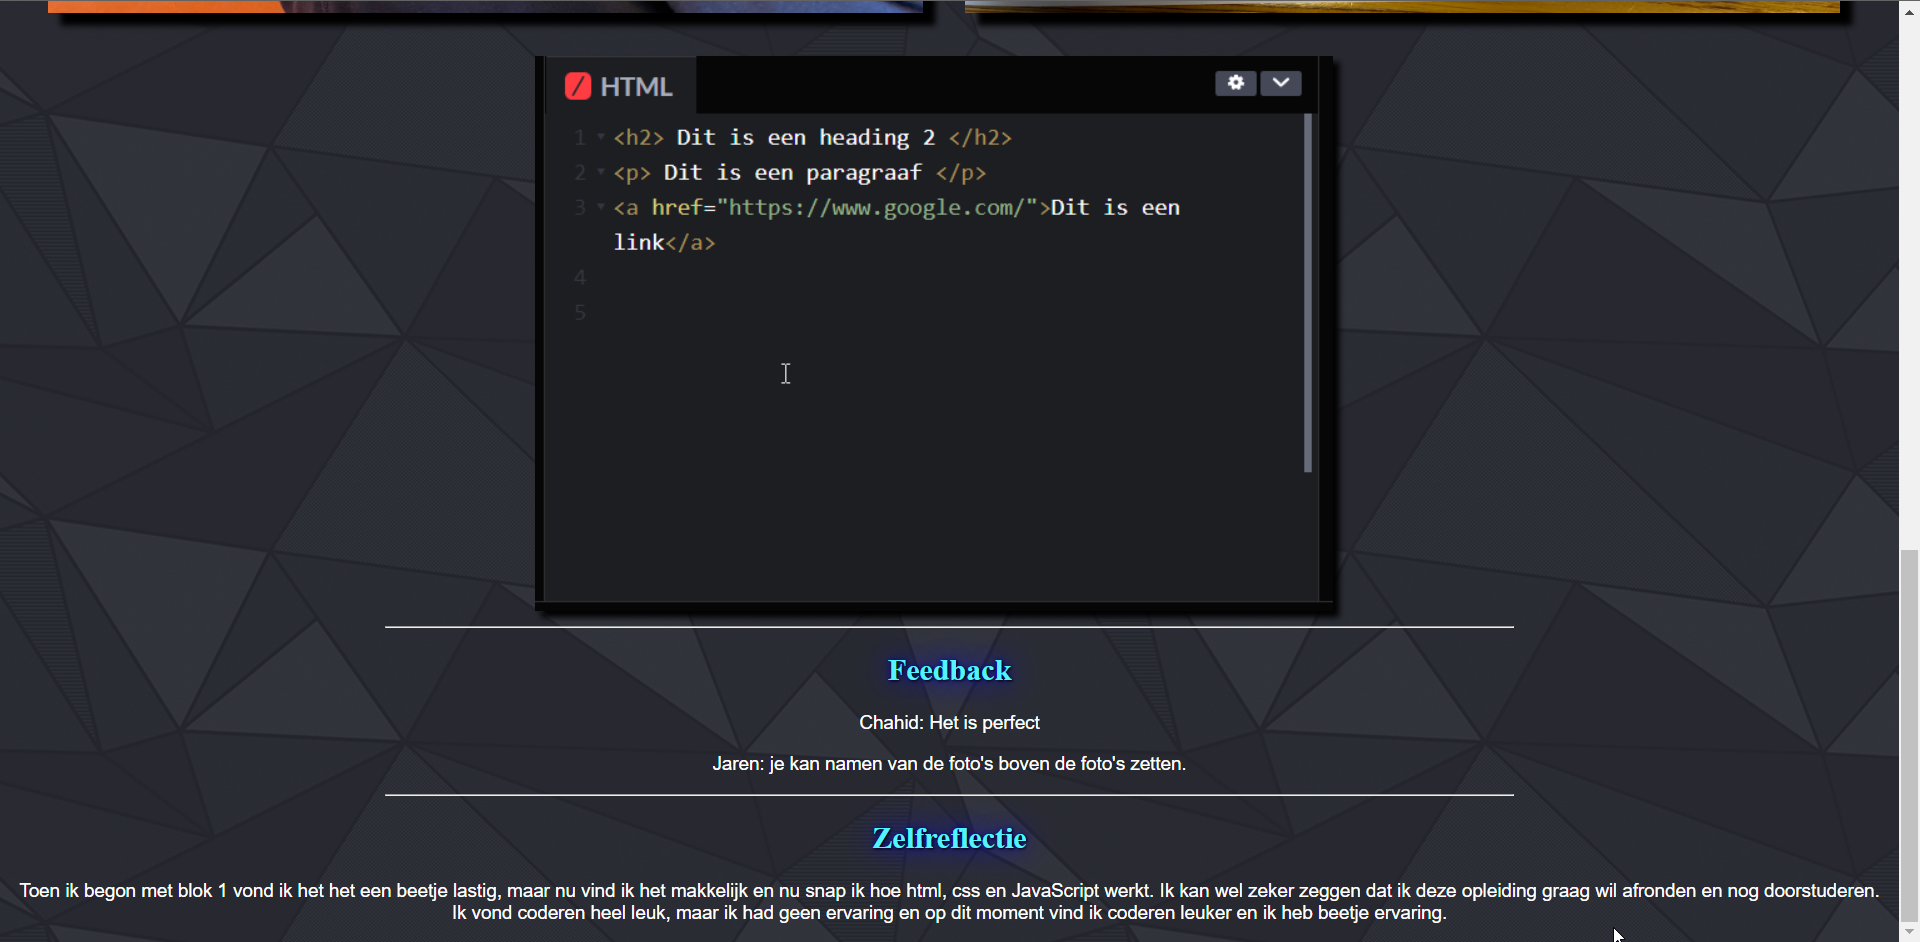 HTML
1 <h2> Dit is een heading 2 </h2>
2 <p> Dit is een paragraaf </p>
3 <a href="https://www.google.com/">Dit is een
link</a>
4
5
Feedback
Chahid: Het is perfect
Jaren: je kan namen van de foto's boven de foto's zetten.
Zelfreflectie
Toen ik begon met blok 1 vond ik het het een beetje lastig, maar nu vind ik het makkelijk en nu snap ik hoe html, css en JavaScript werkt. Ik kan wel zeker zeggen dat ik deze opleiding graag wil afronden en nog doorstuderen.
Ik vond coderen heel leuk, maar ik had geen ervaring en op dit moment vind ik coderen leuker en ik heb beetje ervaring.